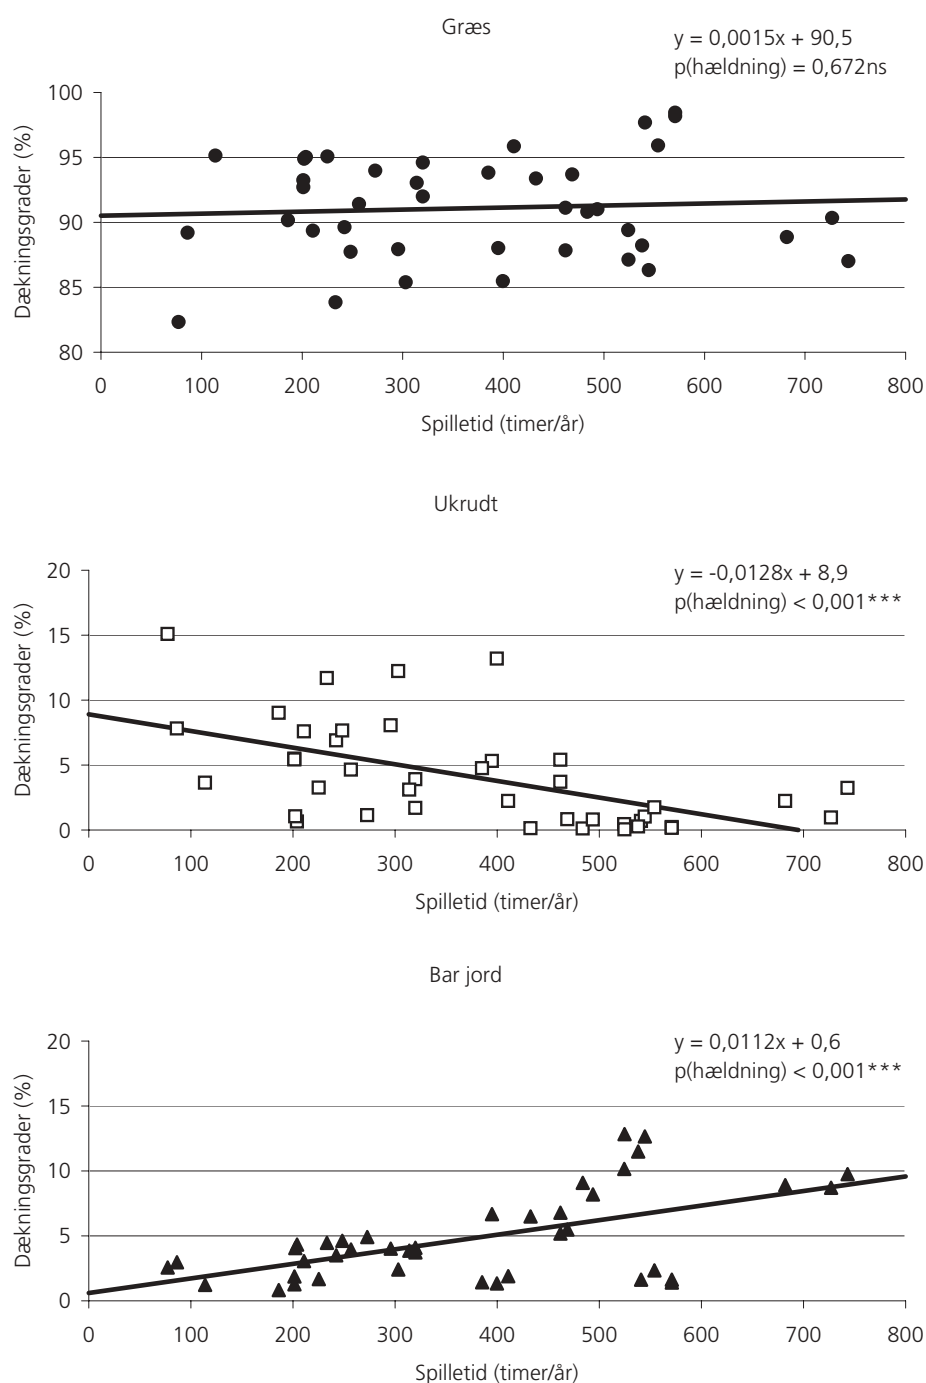 Græs
y = 0,0015x + 90,5
p(hældning) = 0,672ns
Dækningsgrader (%)
100
95
90
85
80
0 100 200 300 400 500 600 700 800
Spilletid (timer/år)
Ukrudt
y = -0,0128x + 8,9
p(hældning) < 0,001***
Dækningsgrader (%)
20
15
10
5
0
0 100 200 300 400 500 600 700 800
Spilletid (timer/år)
Bar jord
y = 0,0112x + 0,6
p(hældning) < 0,001***
Dækningsgrader (%)
20
15
10
5
0
0 100 200 300 400 500 600 700 800
Spilletid (timer/år)